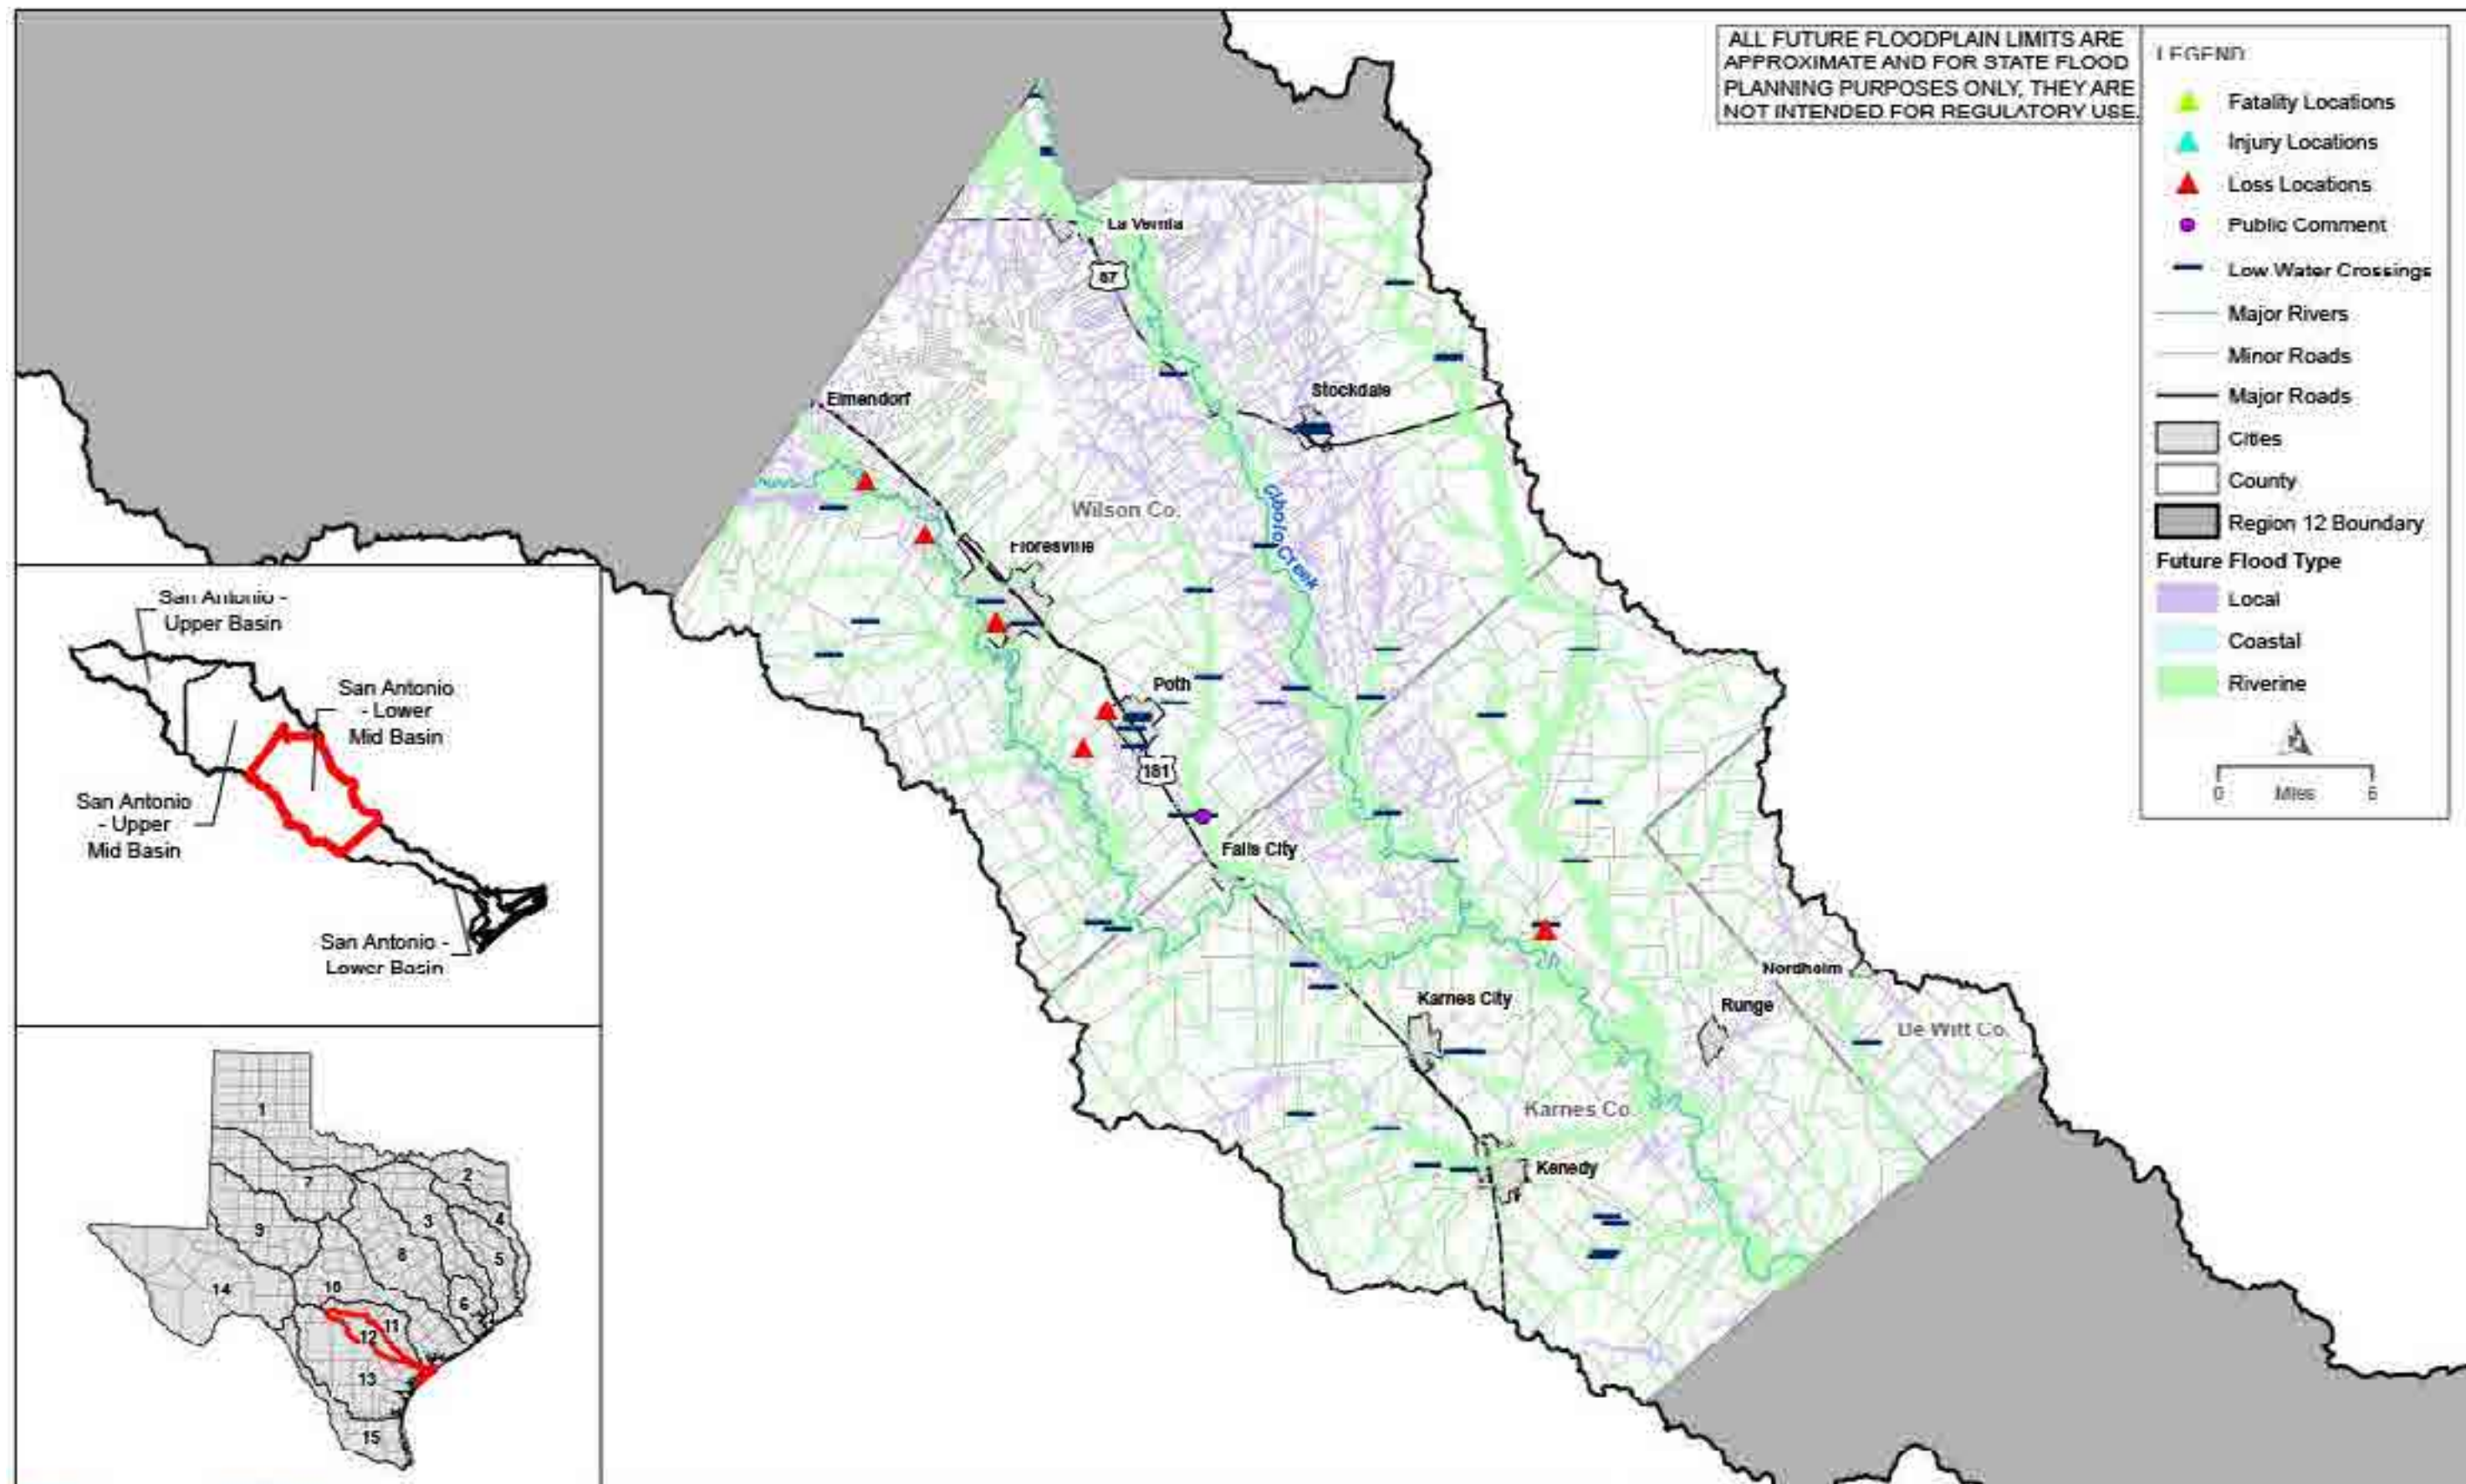 ALL FUTURE FLOODPLAIN LIMITS ARE
APPROXIMATE AND FOR STATE FLOOD
PLANNING PURPOSES ONLY, THEY ARE
NOT INTENDED FOR REGULATORY USE.
LEGEND
Fatality Locations
Injury Locations
Loss Locations
Public Comment
Low Water Crossings
Major Rivers
Minor Roads
Major Roads
Cities
County
Region 12 Boundary
Future Flood Type
Local
Coastal
Riverine
0 Miles 6
La Vernia
87
Elmendorf
Stockdale
Wilson Co.
Cibolo Creek
Floresville
Poth
181
Falls City
Karnes City
Nordheim
Runge
De Witt Co.
Karnes Co.
Kenedy
San Antonio -
Upper Basin
San Antonio
- Lower
Mid Basin
San Antonio
- Upper
Mid Basin
San Antonio -
Lower Basin
1
2
7
3
4
9
8
5
14
10
6
11
12
13
15